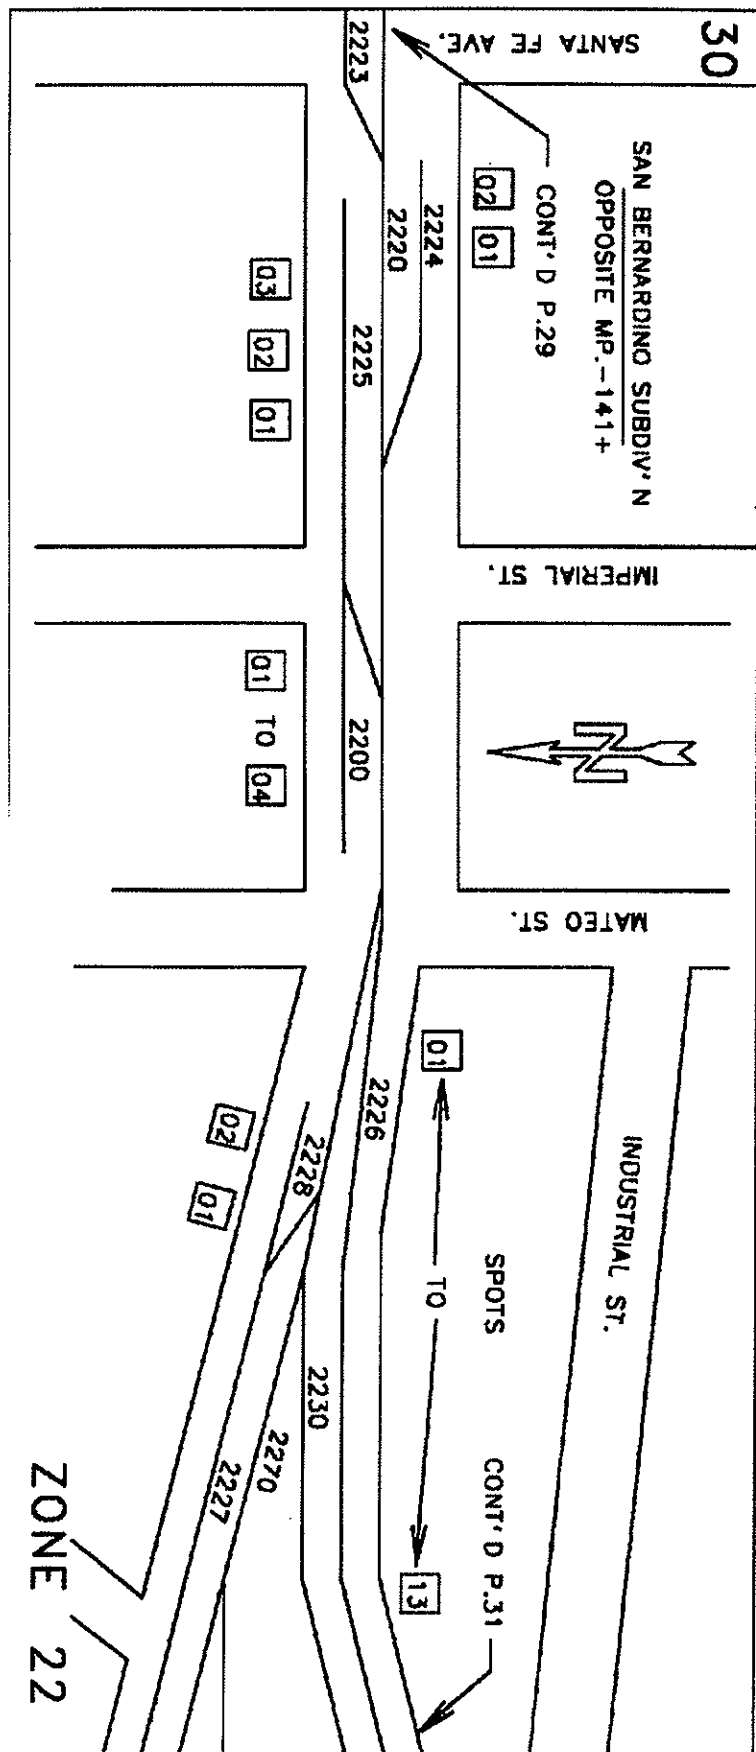 30
SANTA FE AVE.
SAN BERNARDINO SUBDIV'N
OPPOSITE MP.-141+
CONT'D P.29
02 01
2223
2224
2220
2225
03 02 01
IMPERIAL ST.
N
2200
01 TO 04
MATEO ST.
INDUSTRIAL ST.
SPOTS
01 TO 13
CONT'D P.31
2226
2228
02 01
2230
2270
2227
ZONE 22